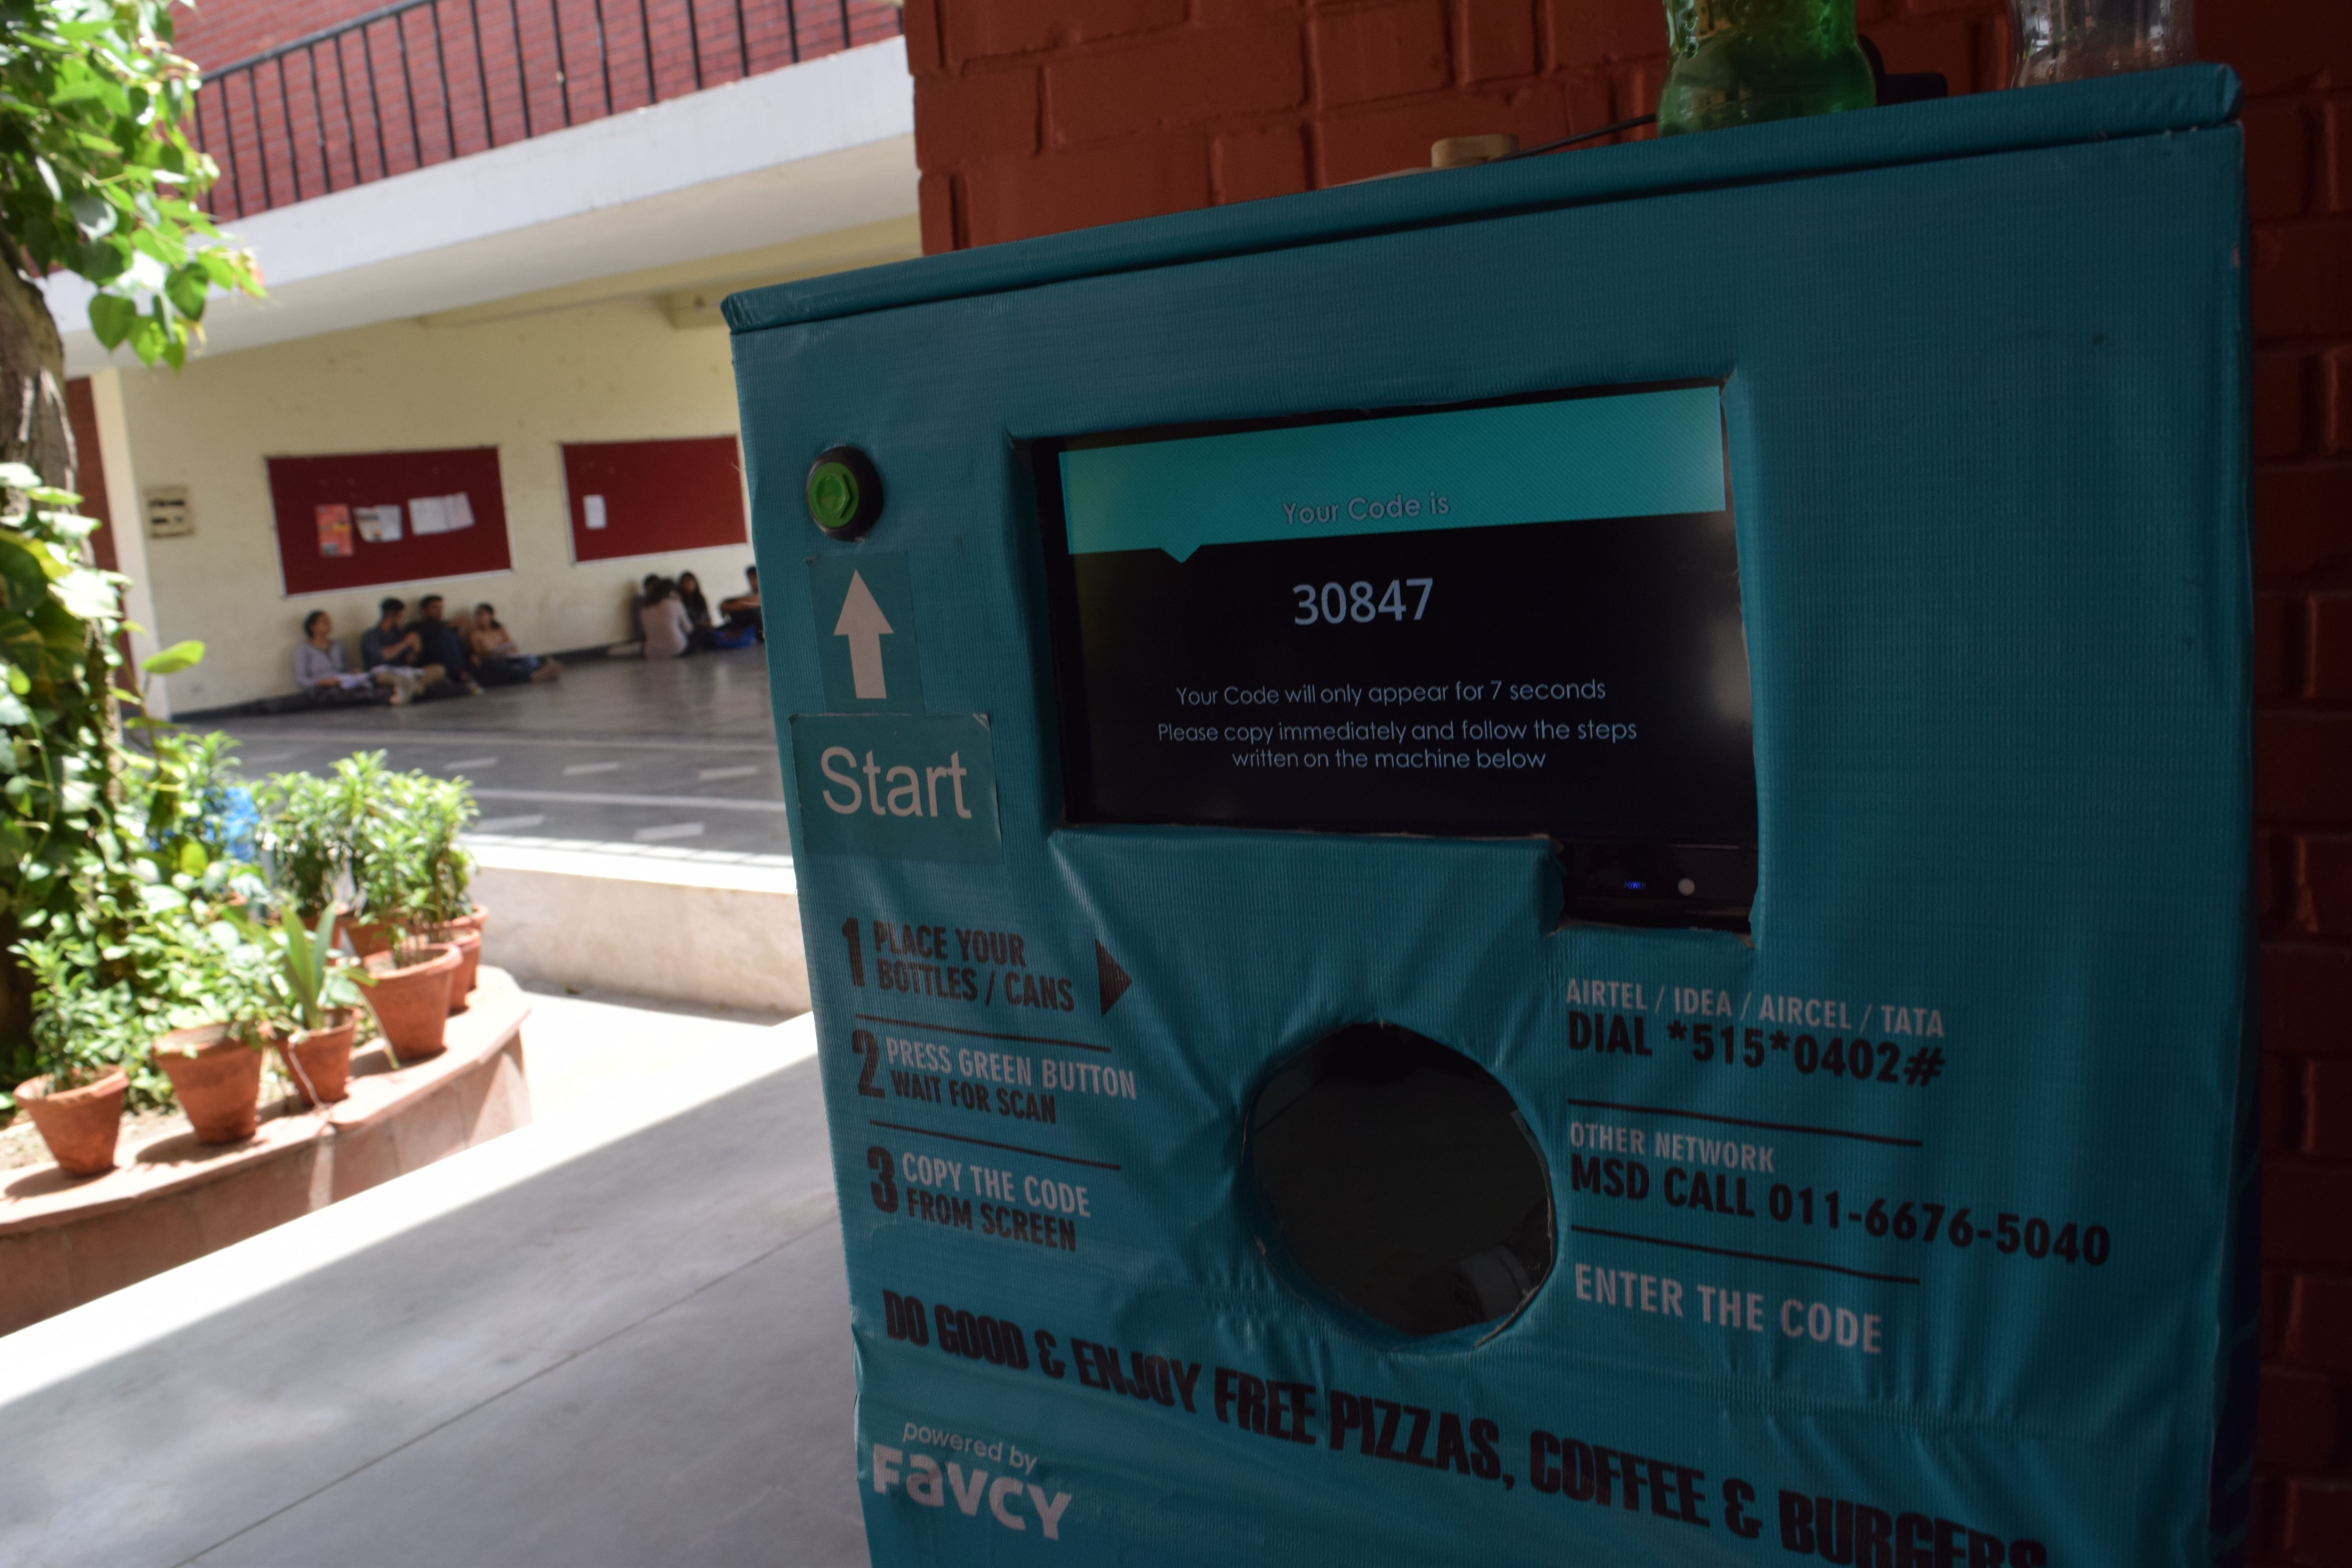 Your Code is
30847
Your Code will only appear for 7 seconds
Please copy immediately and follow the steps
written on the machine below
Start
1 PLACE YOUR
BOTTLES / CANS
2 PRESS GREEN BUTTON
WAIT FOR SCAN
3 COPY THE CODE
FROM SCREEN
AIRTEL / IDEA / AIRCEL / TATA
DIAL *515*0402#
OTHER NETWORK
MSD CALL 011-6676-5040
ENTER THE CODE
DO GOOD & ENJOY FREE PIZZAS, COFFEE & BURGERS
powered by
FavCY